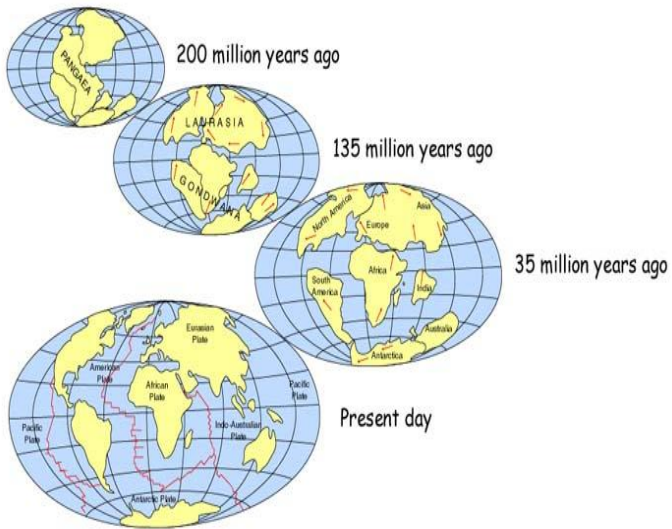 200 million years ago
PANGAEA
LAURASIA
135 million years ago
GONDWANA
North America
Europe
Asia
35 million years ago
Africa
South
America
India
Australia
Antarctica
Eurasian
Plate
American
Plate
African
Plate
Pacific
Plate
Present day
Pacific
Plate
Indo-Australian
Plate
Antarctic Plate